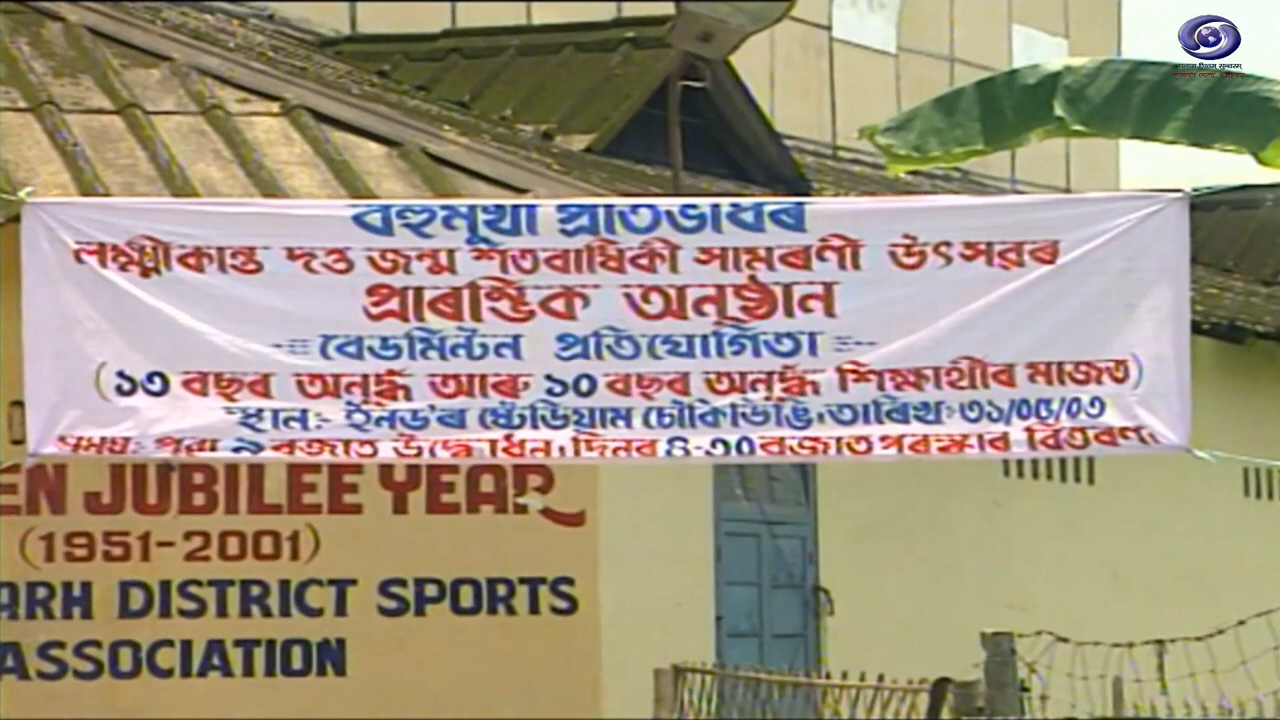 বহুমুখী প্ৰতিভাধৰ
লক্ষ্মীকান্ত দত্ত জন্ম শতবাৰ্ষিকী সামৰণী উৎসৱৰ
প্ৰাৰম্ভিক অনুষ্ঠান
-:: বেডমিন্টন প্ৰতিযোগিতা ::-
(১৩ বছৰ অনূৰ্দ্ধ আৰু ১০ বছৰ অনূৰ্দ্ধ শিক্ষাৰ্থীৰ মাজত)
স্থান:- ইনড'ৰ ষ্টেডিয়াম চৌকিডিঙি, তাৰিখ:-৩১/০৫/০৩
সময়:- পুৱা ৯ বজাত উদ্বোধন, দিনৰ ৪-৩০ বজাত পুৰস্কাৰ বিতৰণ।
EN JUBILEE YEAR
(1951-2001)
ARH DISTRICT SPORTS
ASSOCIATION